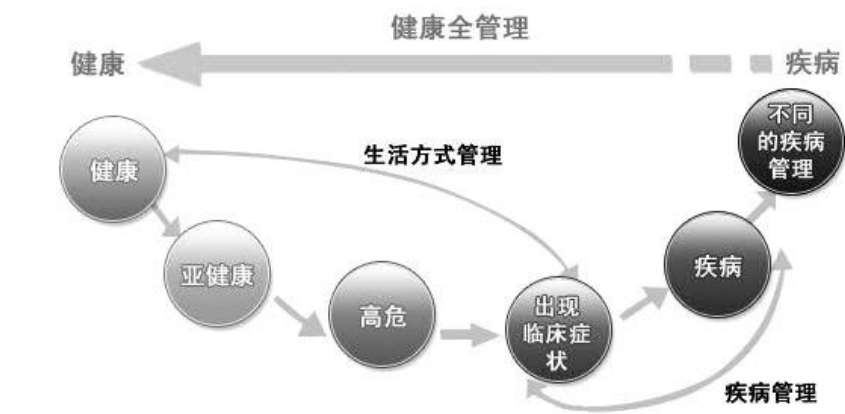 健康全管理
健康
疾病
不同
的疾病
管理
生活方式管理
健康
亚健康
疾病
高危
出现
临床症
状
疾病管理